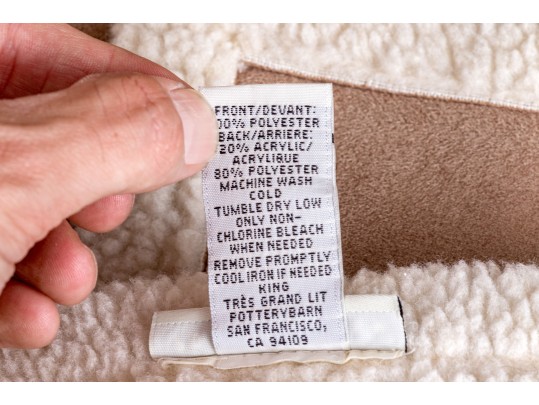 FRONT/DEVANT:
00% POLYESTER
BACK/ARRIERE:
20% ACRYLIC/
ACRYLIQUE
80% POLYESTER
MACHINE WASH
COLD
TUMBLE DRY LOW
ONLY NON-
CHLORINE BLEACH
WHEN NEEDED
REMOVE PROMPTLY
COOL IRON IF NEEDED
KING
TRÈS GRAND LIT
POTTERYBARN
SAN FRANCISCO,
CA 94109